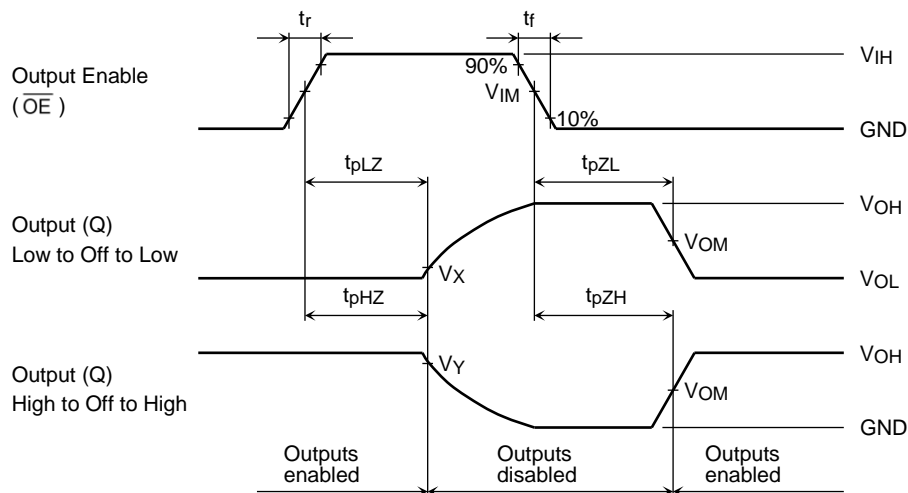 tr
tf
Output Enable
( OE )
90%
VIM
10%
VIH
GND
tpLZ
tpZL
Output (Q)
Low to Off to Low
VX
VOM
VOH
VOL
tpHZ
tpZH
Output (Q)
High to Off to High
VY
VOM
VOH
GND
Outputs
enabled
Outputs
disabled
Outputs
enabled